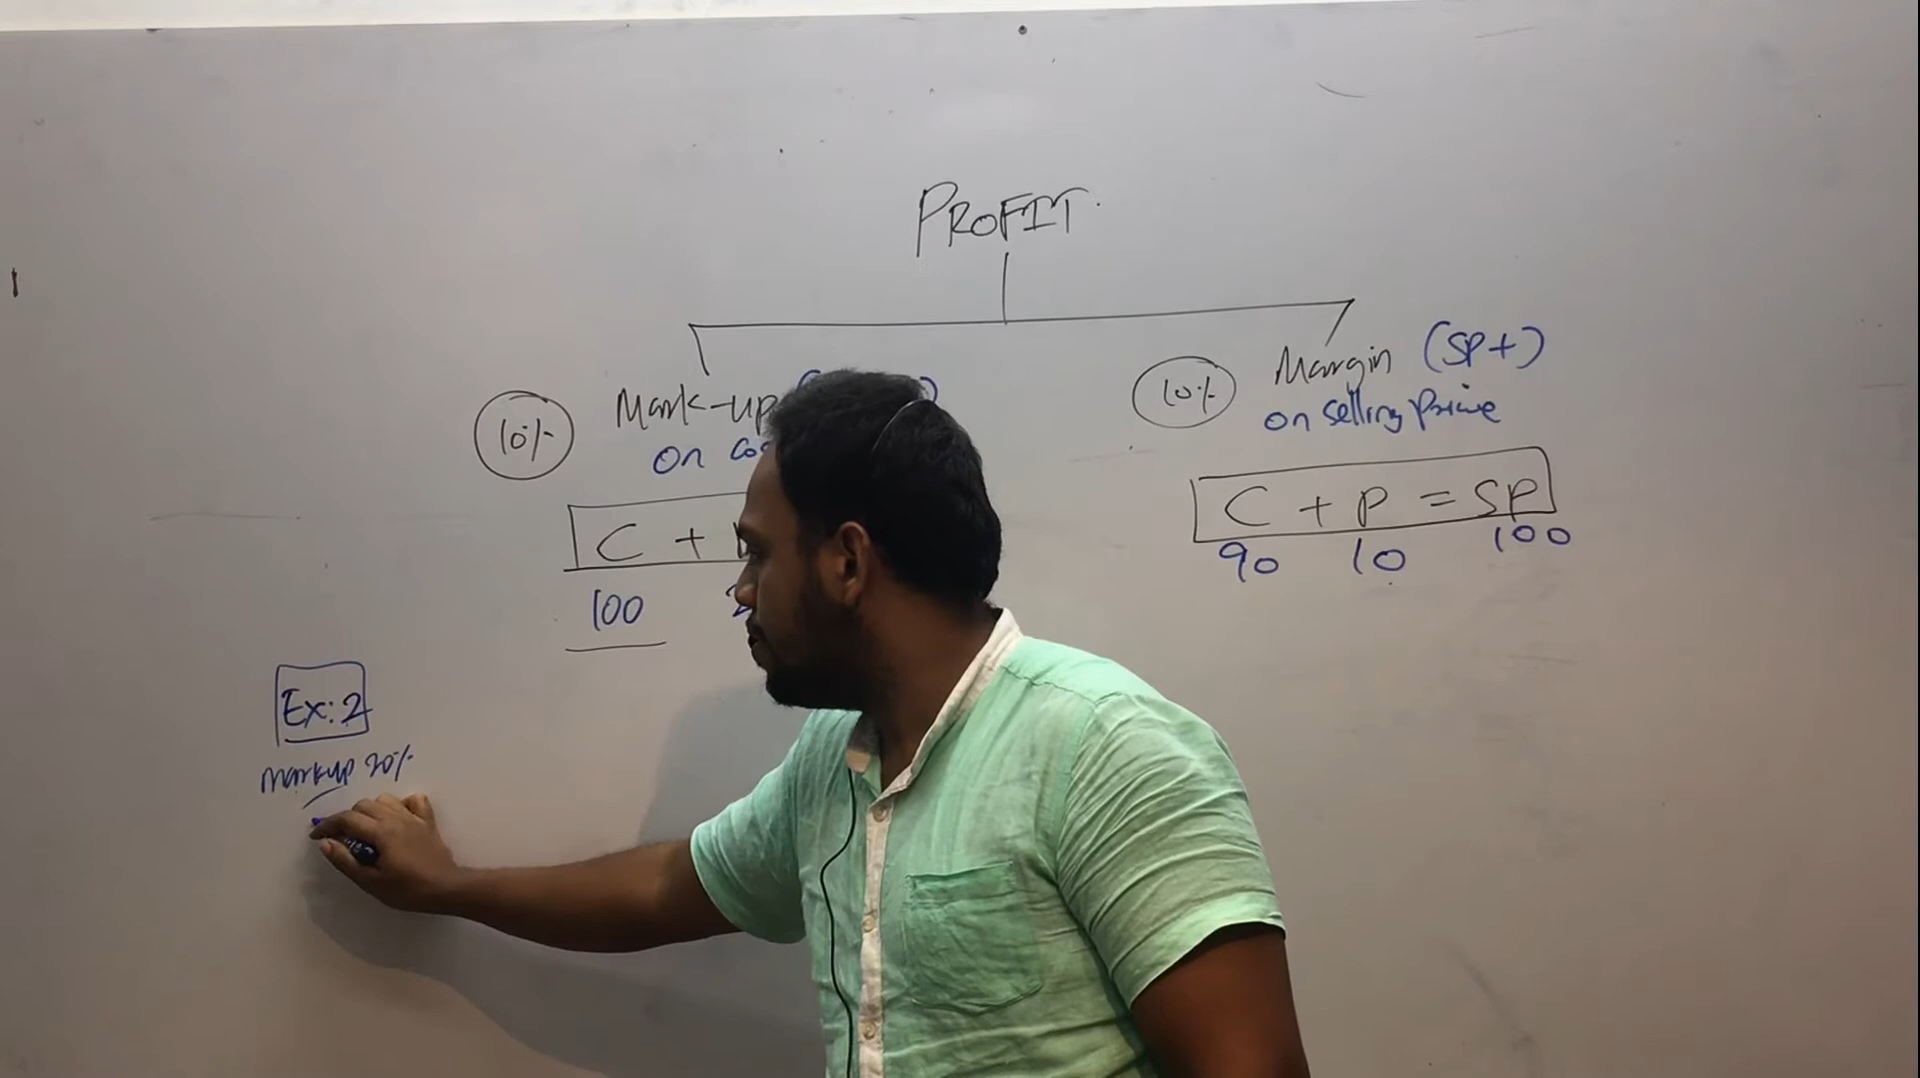 PROFIT
10%
Mark-up
on
C +
100
10%
Margin (SP+)
on selling Price
C + P = SP
90 10 100
Ex: 2
markup 20%